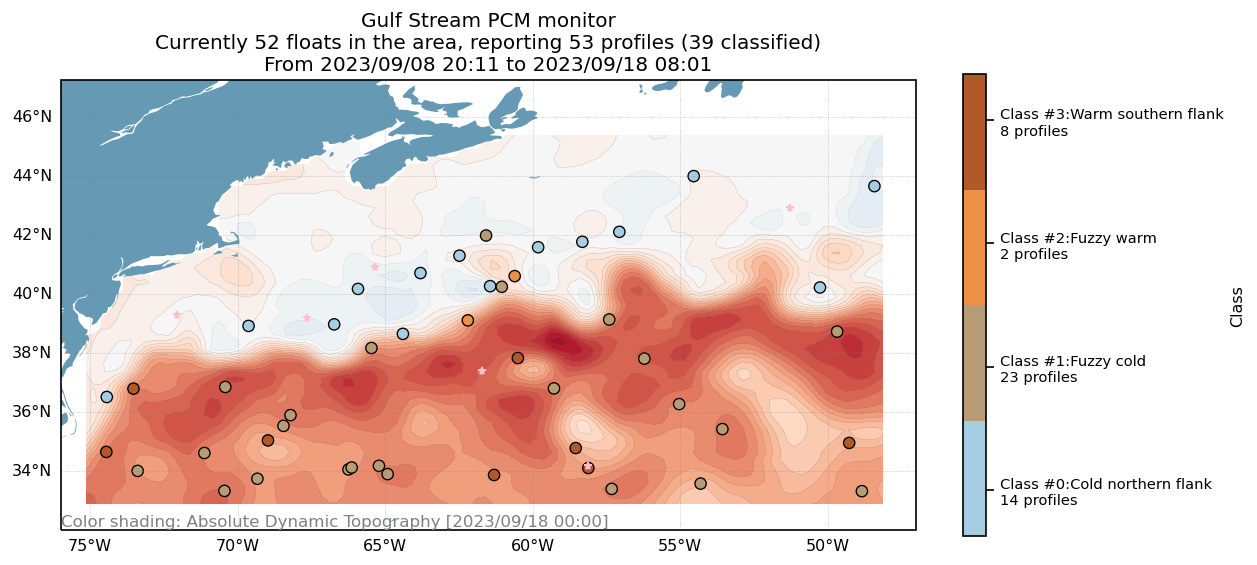 Gulf Stream PCM monitor
Currently 52 floats in the area, reporting 53 profiles (39 classified)
From 2023/09/08 20:11 to 2023/09/18 08:01
46°N
44°N
42°N
40°N
38°N
36°N
34°N
75°W
70°W
65°W
60°W
55°W
50°W
Color shading: Absolute Dynamic Topography [2023/09/18 00:00]
Class #3:Warm southern flank
8 profiles
Class #2:Fuzzy warm
2 profiles
Class #1:Fuzzy cold
23 profiles
Class #0:Cold northern flank
14 profiles
Class